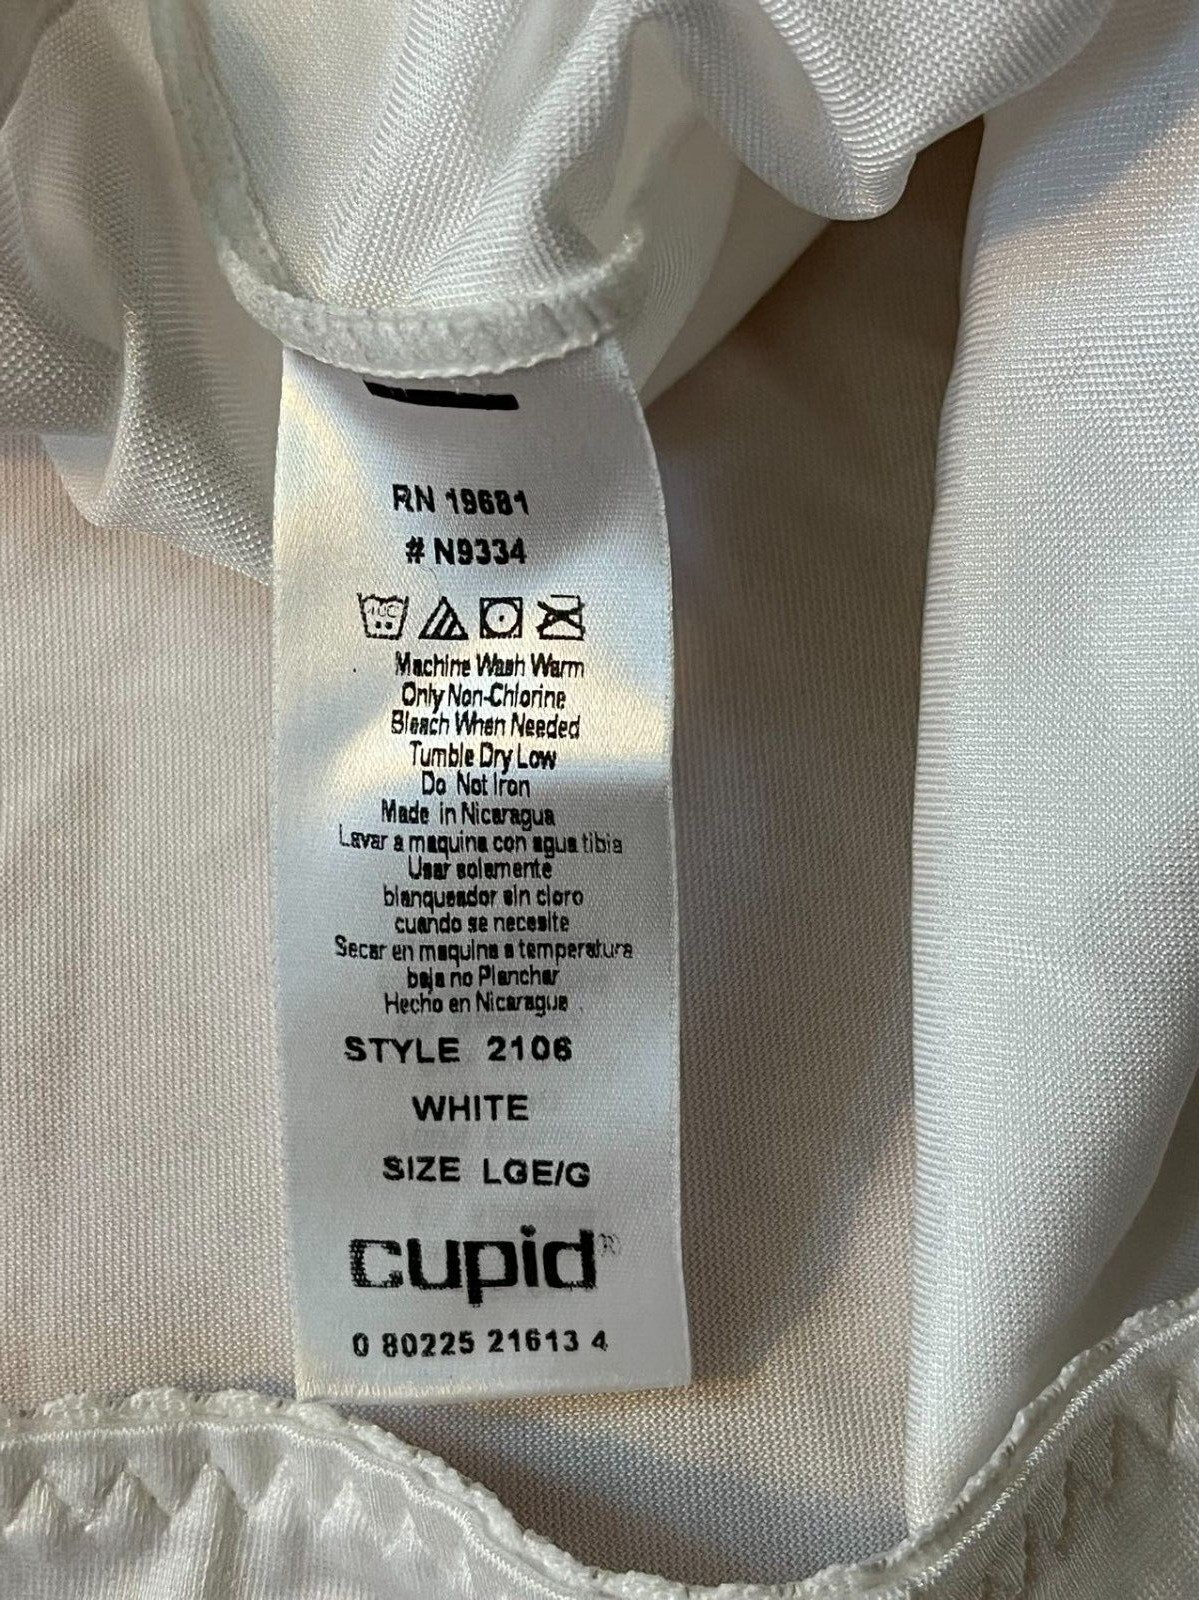 RN 19681
# N9334
40C
Machine Wash Warm
Only Non-Chlorine
Bleach When Needed
Tumble Dry Low
Do Not Iron
Made in Nicaragua
Lavar a maquina con agua tibia
Usar solamente
blanqueador sin cloro
cuando se necesite
Secar en maquina a temperatura
baja no Planchar
Hecho en Nicaragua
STYLE 2106
WHITE
SIZE LGE/G
cupid®
0 80225 21613 4